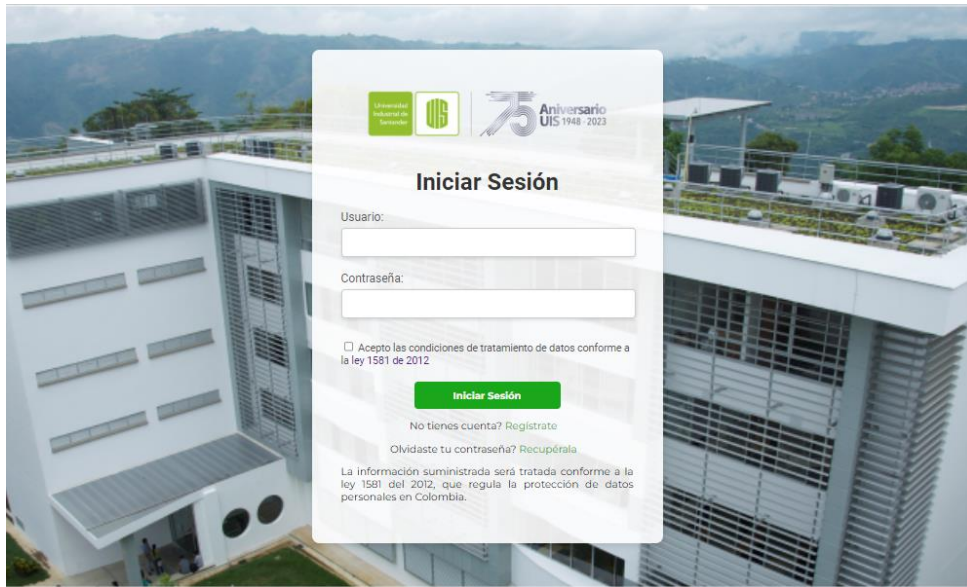 Universidad
Industrial de
Santander
UIS
75
Aniversario
UIS 1948 - 2023
Iniciar Sesión
Usuario:
Contraseña:
Acepto las condiciones de tratamiento de datos conforme a
la ley 1581 de 2012
Iniciar Sesión
No tienes cuenta? Regístrate
Olvidaste tu contraseña? Recupérala
La información suministrada será tratada conforme a la
ley 1581 del 2012, que regula la protección de datos
personales en Colombia.